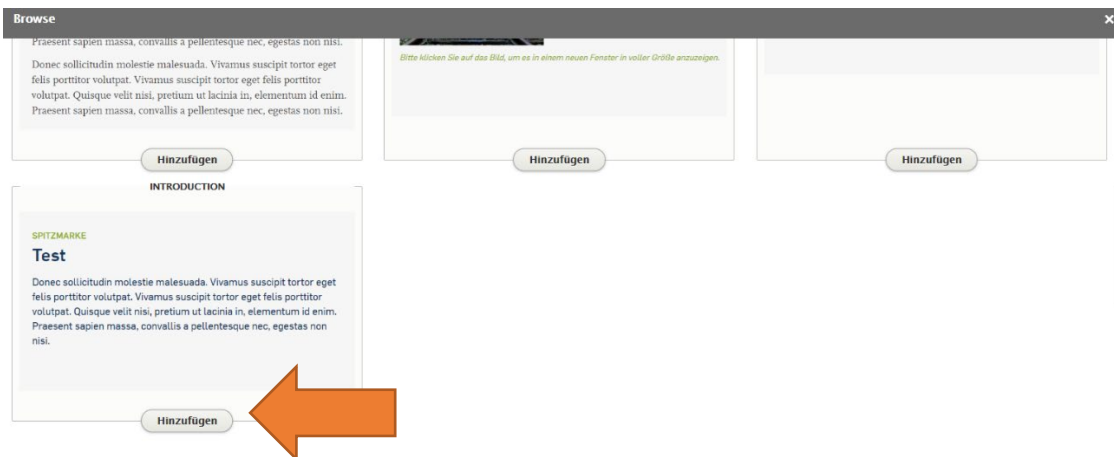 Browse
×
Praesent sapien massa, convallis a pellentesque nec, egestas non nisi.
Donec sollicitudin molestie malesuada. Vivamus suscipit tortor eget
felis porttitor volutpat. Vivamus suscipit tortor eget felis porttitor
volutpat. Quisque velit nisi, pretium ut lacinia in, elementum id enim.
Praesent sapien massa, convallis a pellentesque nec, egestas non nisi.
Hinzufügen
Bitte klicken Sie auf das Bild, um es in einem neuen Fenster in voller Größe anzuzeigen.
Hinzufügen
Hinzufügen
INTRODUCTION
SPITZMARKE
Test
Donec sollicitudin molestie malesuada. Vivamus suscipit tortor eget
felis porttitor volutpat. Vivamus suscipit tortor eget felis porttitor
volutpat. Quisque velit nisi, pretium ut lacinia in, elementum id enim.
Praesent sapien massa, convallis a pellentesque nec, egestas non
nisi.
Hinzufügen